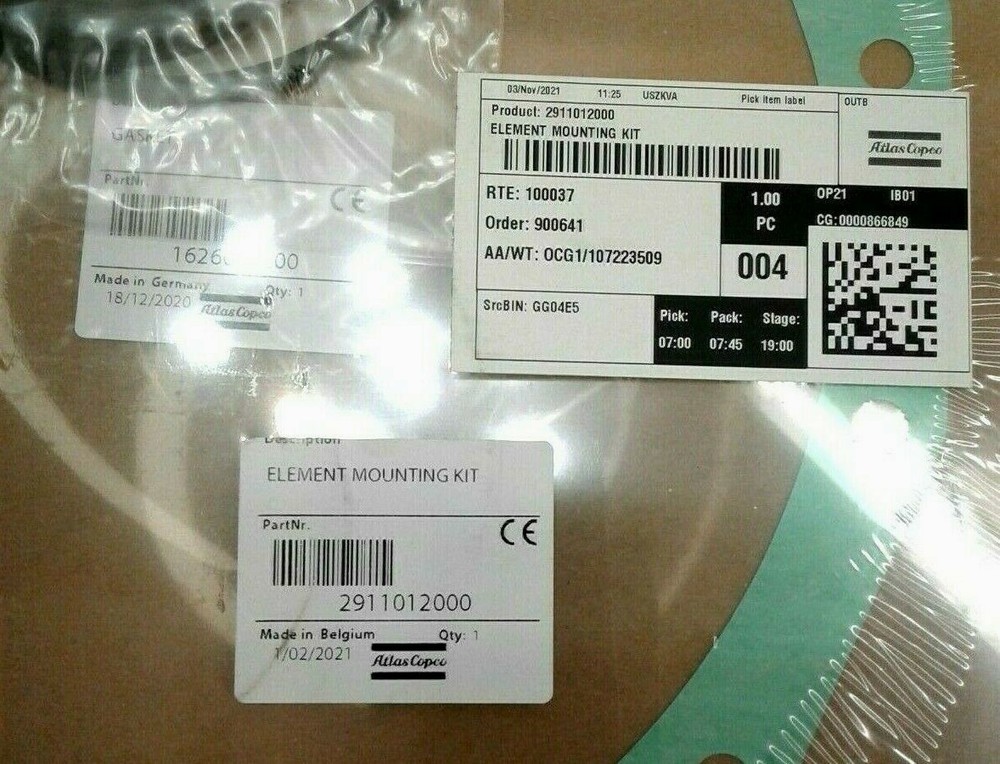 GASKET
PartNr.
CE
Made in Germany Qty: 1
18/12/2020
Atlas Copco
03/Nov/2021 11:25 USZKVA Pick item label OUTB
Product: 2911012000
ELEMENT MOUNTING KIT
Atlas Copco
RTE: 100037
1.00
PC
OP21 IB01
Order: 900641
CG:0000866849
AA/WT: OCG1/107223509
004
SrcBIN: GG04E5
Pick: Pack: Stage:
07:00 07:45 19:00
Description
ELEMENT MOUNTING KIT
PartNr.
CE
2911012000
Made in Belgium Qty: 1
1/02/2021
Atlas Copco